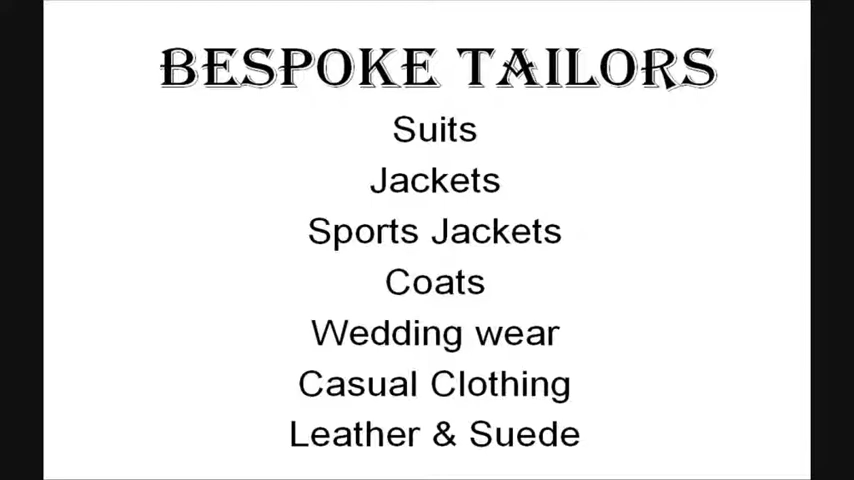 BESPOKE TAILORS
Suits
Jackets
Sports Jackets
Coats
Wedding wear
Casual Clothing
Leather & Suede